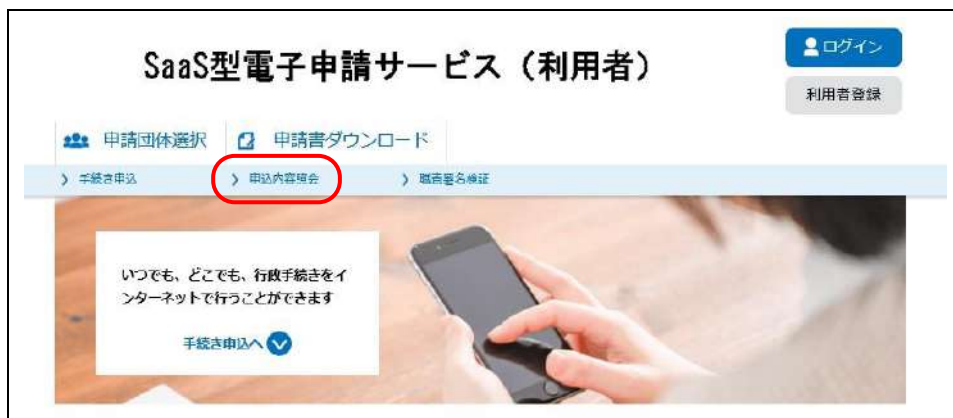 SaaS型電子申請サービス（利用者）
ログイン
利用者登録
申請団体選択
申請書ダウンロード
手続き申込
申込内容照会
職責署名検証
いつでも、どこでも、行政手続きをイ
ンターネットで行うことができます
手続き申込へ